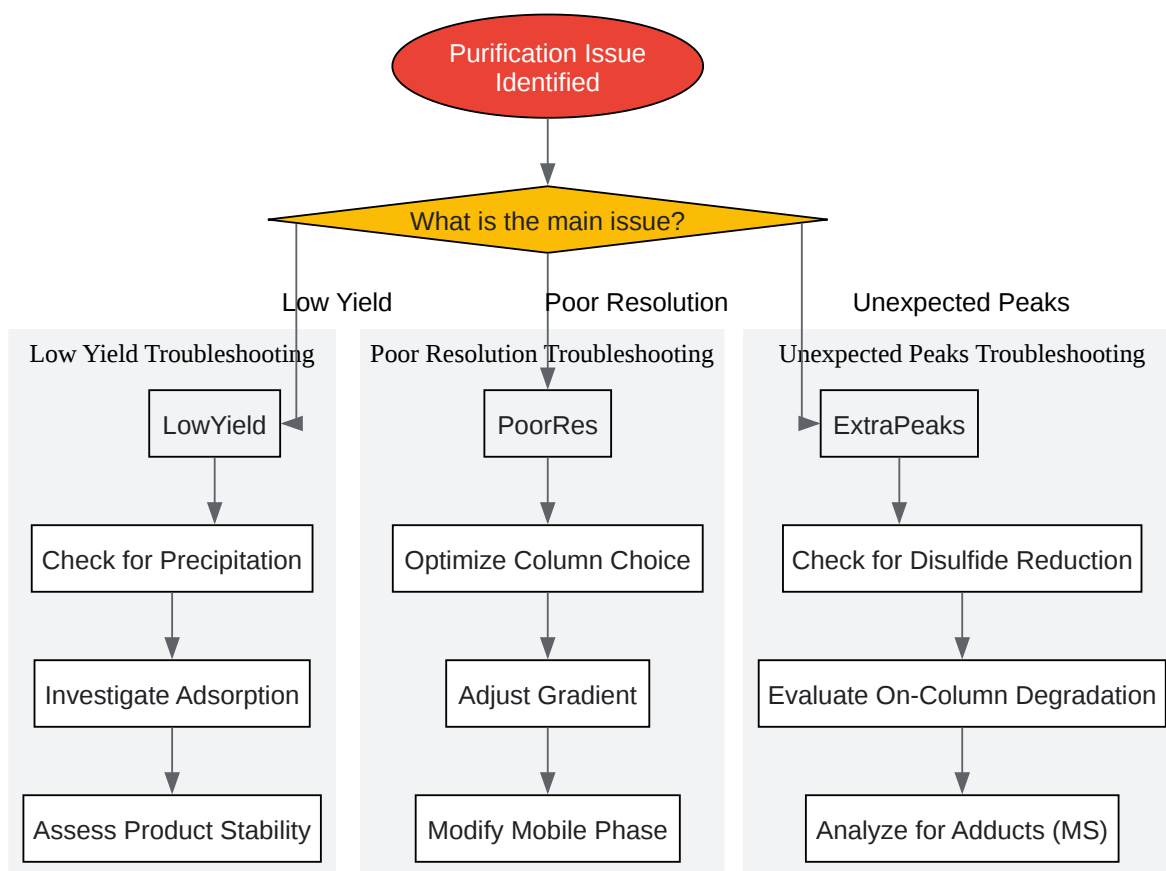 Purification Issue
Identified
What is the main issue?
Low Yield
Poor Resolution
Unexpected Peaks
Low Yield Troubleshooting
Poor Resolution Troubleshooting
Unexpected Peaks Troubleshooting
LowYield
PoorRes
ExtraPeaks
Check for Precipitation
Optimize Column Choice
Check for Disulfide Reduction
Investigate Adsorption
Adjust Gradient
Evaluate On-Column Degradation
Assess Product Stability
Modify Mobile Phase
Analyze for Adducts (MS)